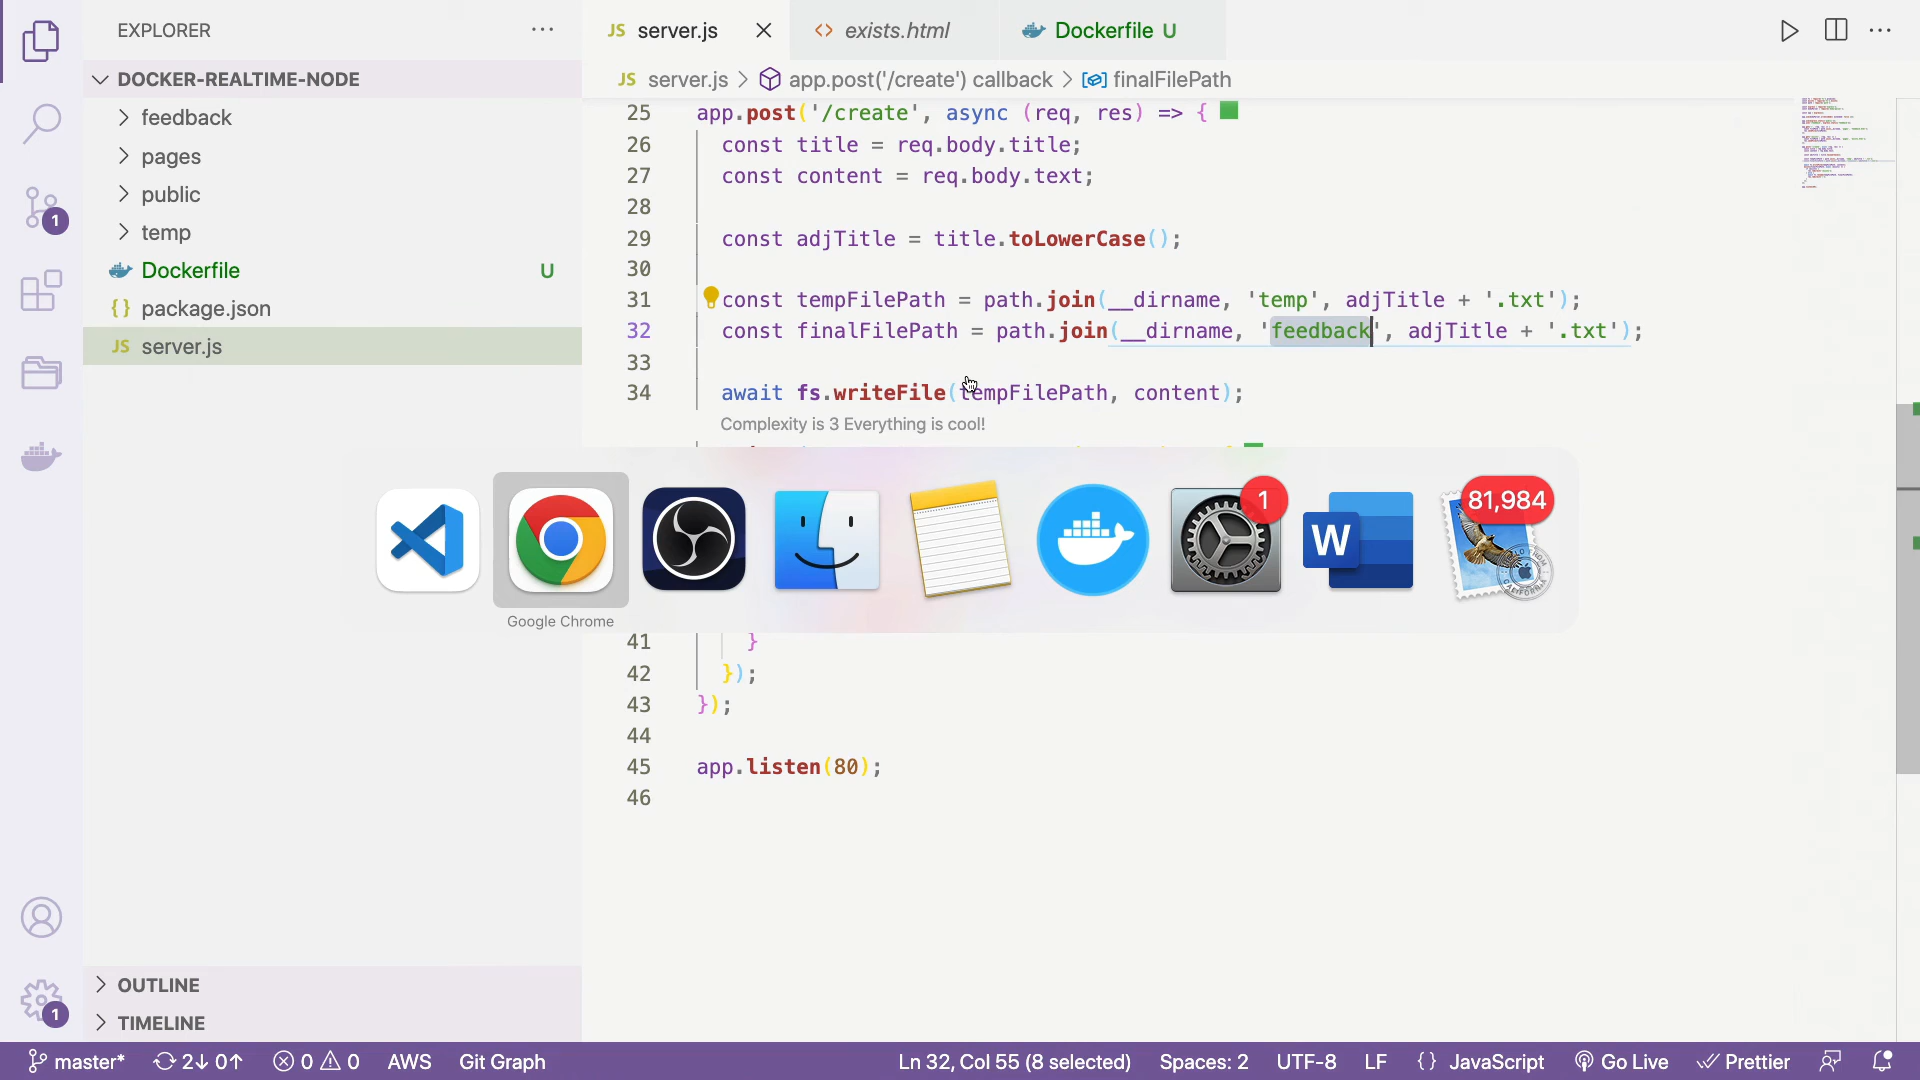 EXPLORER
DOCKER-REALTIME-NODE
feedback
pages
public
temp
Dockerfile U
{} package.json
JS server.js
OUTLINE
TIMELINE
1
1
JS server.js
<> exists.html
Dockerfile U
JS server.js > app.post('/create') callback > finalFilePath
25 app.post('/create', async (req, res) => {
26 const title = req.body.title;
27 const content = req.body.text;
28
29 const adjTitle = title.toLowerCase();
30
31 const tempFilePath = path.join(__dirname, 'temp', adjTitle + '.txt');
32 const finalFilePath = path.join(__dirname, 'feedback', adjTitle + '.txt');
33
34 await fs.writeFile(tempFilePath, content);
Complexity is 3 Everything is cool!
1
W
81,984
Google Chrome
41 }
42 });
43 });
44
45 app.listen(80);
46
master* 2↓ 0↑ 0 0 AWS Git Graph Ln 32, Col 55 (8 selected) Spaces: 2 UTF-8 LF {} JavaScript Go Live Prettier